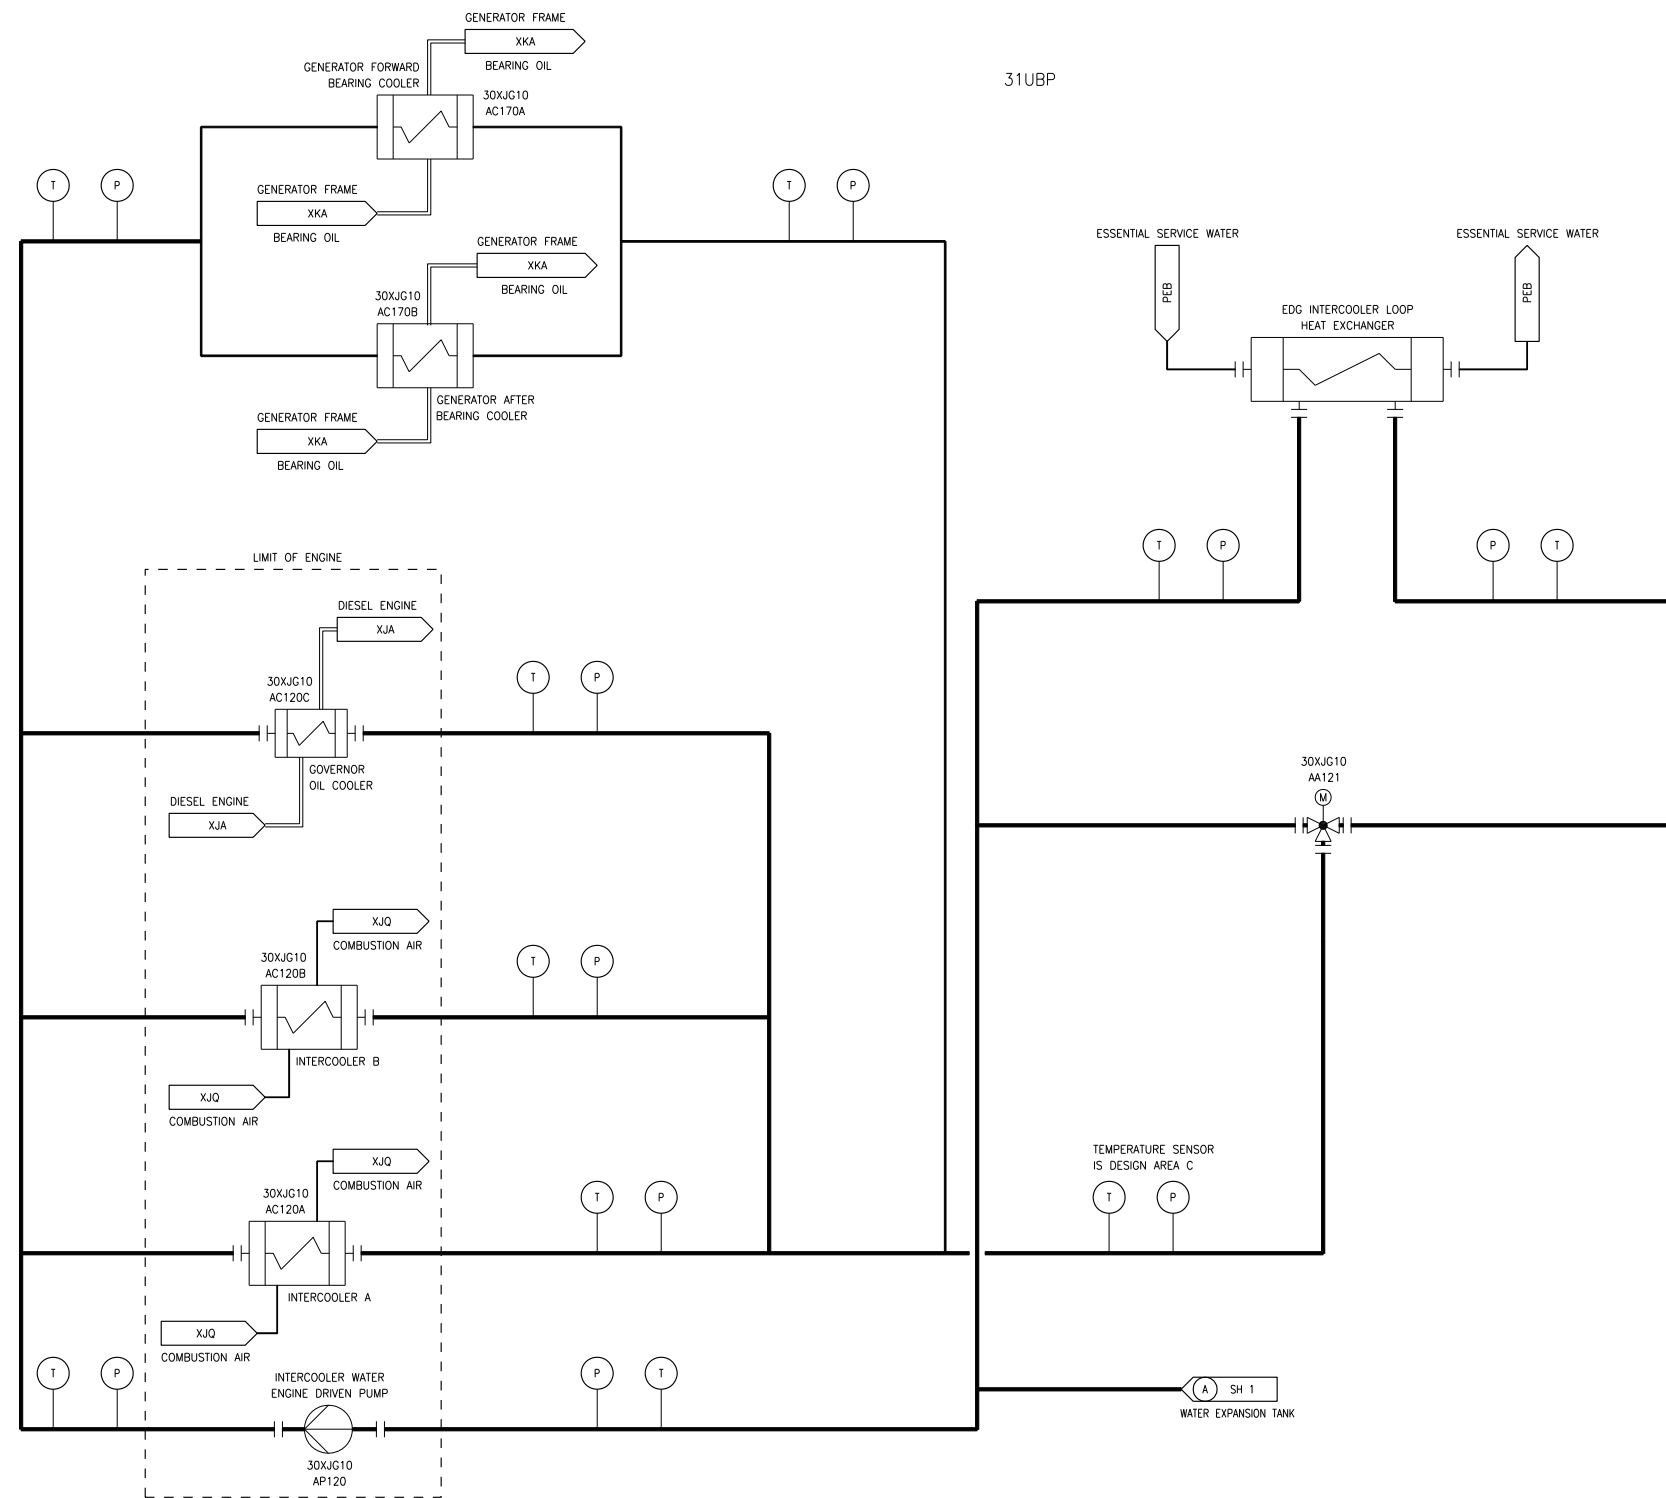 GENERATOR FRAME
XKA
BEARING OIL
GENERATOR FORWARD
BEARING COOLER
30XJG10
AC170A
31UBP
T
P
GENERATOR FRAME
XKA
BEARING OIL
T
P
GENERATOR FRAME
XKA
BEARING OIL
30XJG10
AC170B
GENERATOR AFTER
BEARING COOLER
GENERATOR FRAME
XKA
BEARING OIL
ESSENTIAL SERVICE WATER
PEB
ESSENTIAL SERVICE WATER
PEB
EDG INTERCOOLER LOOP
HEAT EXCHANGER
T
P
P
T
LIMIT OF ENGINE
DIESEL ENGINE
XJA
30XJG10
AC120C
T
P
GOVERNOR
OIL COOLER
DIESEL ENGINE
XJA
30XJG10
AA121
M
XJQ
COMBUSTION AIR
30XJG10
AC120B
T
P
INTERCOOLER B
XJQ
COMBUSTION AIR
XJQ
COMBUSTION AIR
30XJG10
AC120A
T
P
TEMPERATURE SENSOR
IS DESIGN AREA C
T
P
INTERCOOLER A
XJQ
COMBUSTION AIR
T
P
INTERCOOLER WATER
ENGINE DRIVEN PUMP
P
T
A
SH 1
WATER EXPANSION TANK
30XJG10
AP120